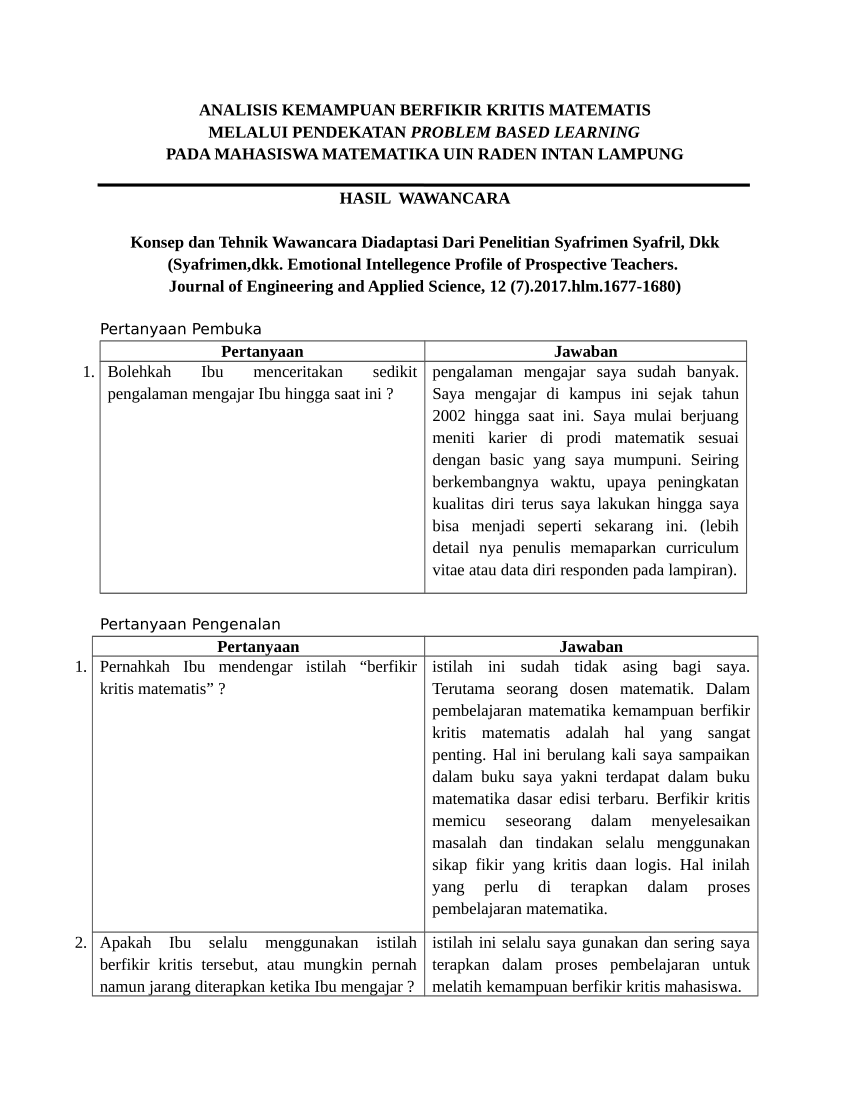 ANALISIS KEMAMPUAN BERFIKIR KRITIS MATEMATIS
MELALUI PENDEKATAN PROBLEM BASED LEARNING
PADA MAHASISWA MATEMATIKA UIN RADEN INTAN LAMPUNG
HASIL WAWANCARA
Konsep dan Tehnik Wawancara Diadaptasi Dari Penelitian Syafrimen Syafril, Dkk
(Syafrimen,dkk. Emotional Intellegence Profile of Prospective Teachers.
Journal of Engineering and Applied Science, 12 (7).2017.hlm.1677-1680)
Pertanyaan Pembuka
Pertanyaan
Jawaban
1. Bolehkah Ibu menceritakan sedikit
pengalaman mengajar Ibu hingga saat ini ?
pengalaman mengajar saya sudah banyak.
Saya mengajar di kampus ini sejak tahun
2002 hingga saat ini. Saya mulai berjuang
meniti karier di prodi matematik sesuai
dengan basic yang saya mumpuni. Seiring
berkembangnya waktu, upaya peningkatan
kualitas diri terus saya lakukan hingga saya
bisa menjadi seperti sekarang ini. (lebih
detail nya penulis memaparkan curriculum
vitae atau data diri responden pada lampiran).
Pertanyaan Pengenalan
Pertanyaan
Jawaban
1. Pernahkah Ibu mendengar istilah “berfikir
kritis matematis” ?
istilah ini sudah tidak asing bagi saya.
Terutama seorang dosen matematik. Dalam
pembelajaran matematika kemampuan berfikir
kritis matematis adalah hal yang sangat
penting. Hal ini berulang kali saya sampaikan
dalam buku saya yakni terdapat dalam buku
matematika dasar edisi terbaru. Berfikir kritis
memicu seseorang dalam menyelesaikan
masalah dan tindakan selalu menggunakan
sikap fikir yang kritis daan logis. Hal inilah
yang perlu di terapkan dalam proses
pembelajaran matematika.
2. Apakah Ibu selalu menggunakan istilah
berfikir kritis tersebut, atau mungkin pernah
namun jarang diterapkan ketika Ibu mengajar ?
istilah ini selalu saya gunakan dan sering saya
terapkan dalam proses pembelajaran untuk
melatih kemampuan berfikir kritis mahasiswa.